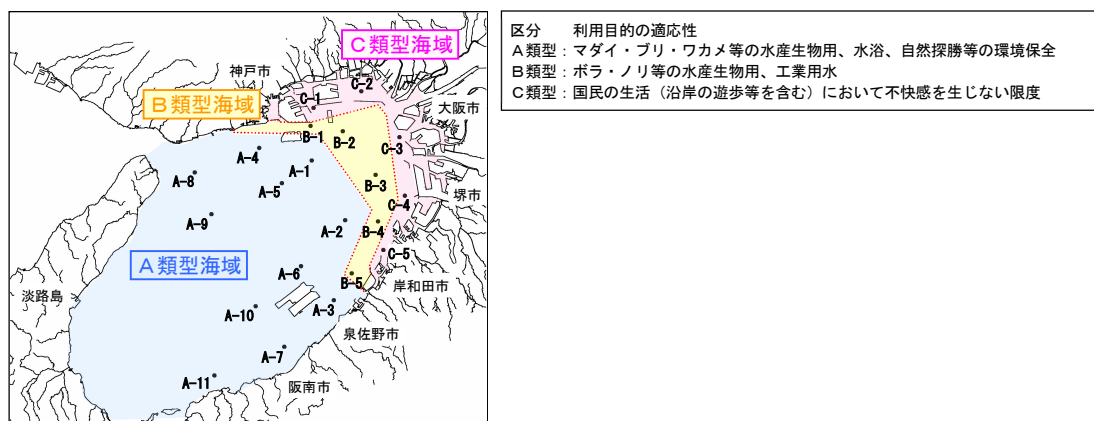 C類型海域
神戸市
C-2
C-1
B類型海域
大阪市
B-1
B-2
C-3
A-4
A-1
A-8
A-5
B-3
堺市
C-4
A-9
A-2
B-4
C-5
A類型海域
A-6
B-5
岸和田市
淡路島
A-3
A-10
泉佐野市
A-7
A-11
阪南市
区分　利用目的の適応性
A類型：マダイ・ブリ・ワカメ等の水産生物用、水浴、自然探勝等の環境保全
B類型：ボラ・ノリ等の水産生物用、工業用水
C類型：国民の生活（沿岸の遊歩等を含む）において不快感を生じない限度